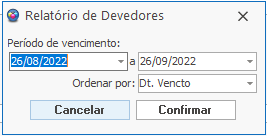 Relatório de Devedores
Período de vencimento:
26/08/2022 a 26/09/2022
Ordenar por: Dt. Vencto
Cancelar Confirmar